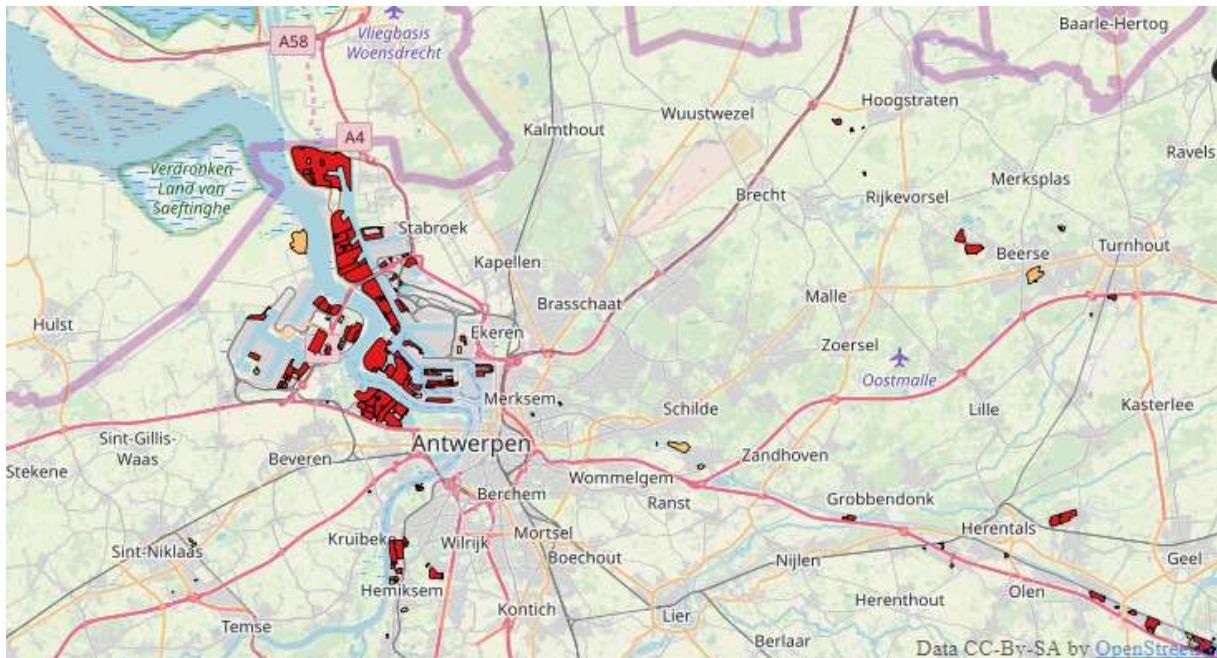 Baarle-Hertog
A58
Vliegbasis
Woensdrecht
Hoogstraten
Wuustwezel
Kalmthout
A4
Ravels
Verdronken
Land van
Saeftinghe
Merksplas
Brecht
Rijkevorsel
Stabroek
Turnhout
Beerse
Kapellen
Malle
Brasschaat
Hulst
Ekeren
Zoersel
Oostmalle
Merksem
Schilde
Lille
Kasterlee
Sint-Gillis-
Waas
Antwerpen
Beveren
Zandhoven
Stekene
Wommelgem
Berchem
Ranst
Grobbendonk
Herentals
Mortsel
Kruibeke
Wilrijk
Sint-Niklaas
Boechout
Nijlen
Geel
Hemiksem
Olen
Herenthout
Kontich
Lier
Temse
Berlaar
Data CC-By-SA by OpenStreet